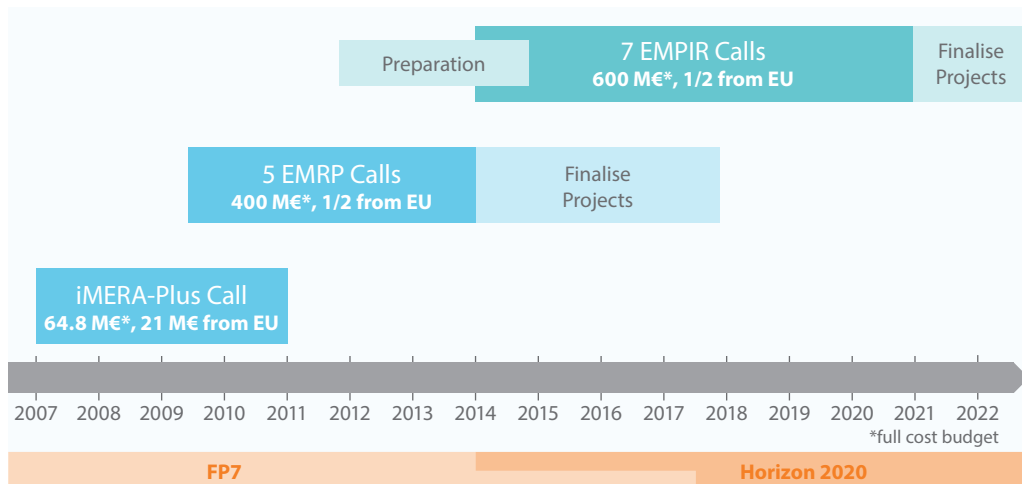 Preparation
7 EMPIR Calls
600 M€*, 1/2 from EU
Finalise
Projects
5 EMRP Calls
400 M€*, 1/2 from EU
Finalise
Projects
iMERA-Plus Call
64.8 M€*, 21 M€ from EU
2007 2008 2009 2010 2011 2012 2013 2014 2015 2016 2017 2018 2019 2020 2021 2022
*full cost budget
FP7 Horizon 2020